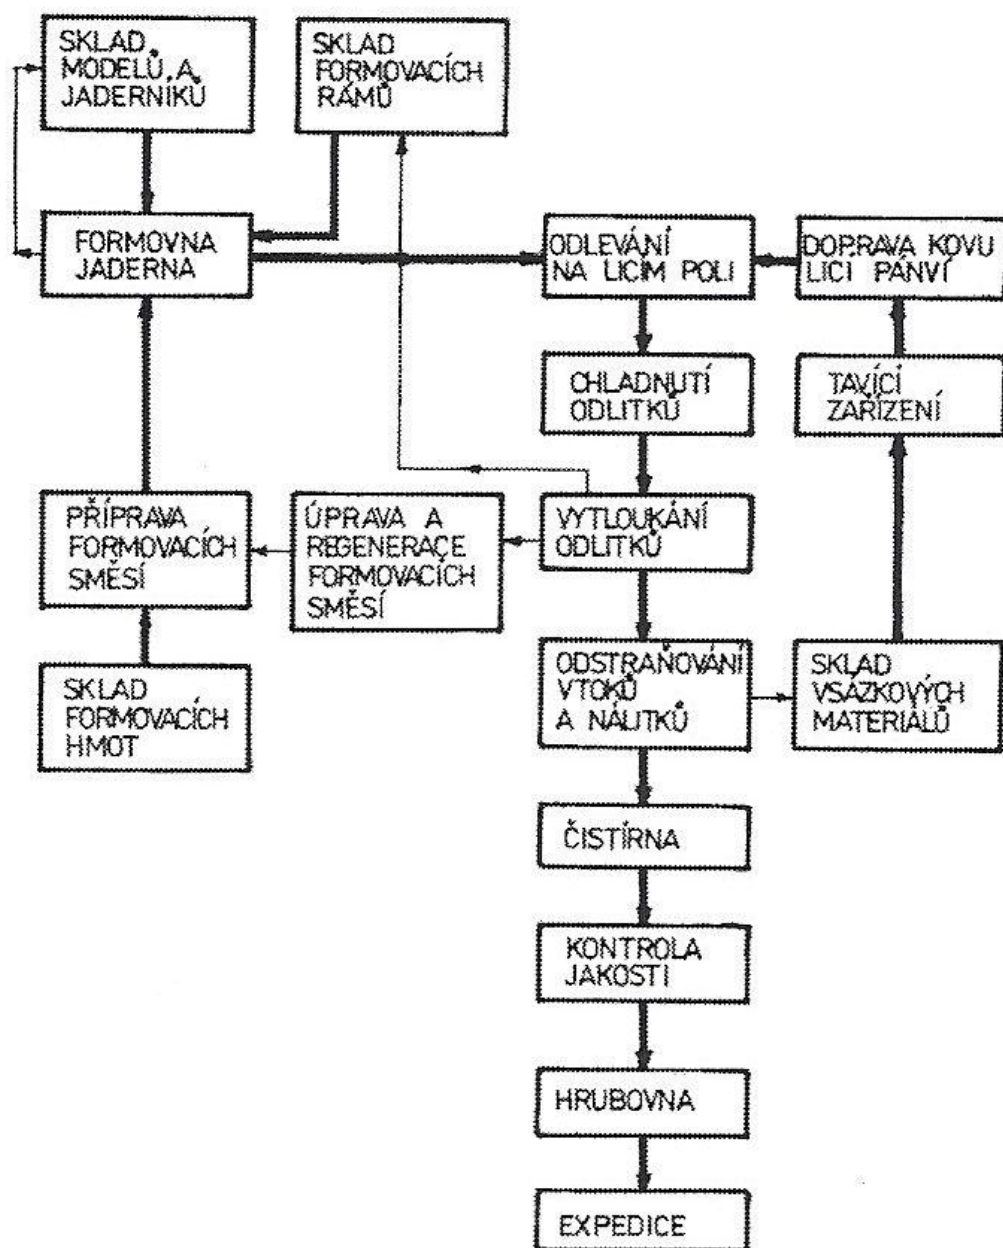 SKLAD
MODELŮ A
JADERNÍKŮ
SKLAD
FORMOVACÍCH
RÁMŮ
FORMOVNA
JADERNA
ODLEVÁNÍ
NA LICÍM POLI
DOPRAVA KOVU
LICÍ PÁNVÍ
CHLADNUTÍ
ODLITKŮ
TAVÍCÍ
ZAŘÍZENÍ
PŘÍPRAVA
FORMOVACÍCH
SMĚSÍ
ÚPRAVA A
REGENERACE
FORMOVACÍCH
SMĚSÍ
VYTLOUKÁNÍ
ODLITKŮ
SKLAD
FORMOVACÍCH
HMOT
ODSTRAŇOVÁNÍ
VTOKŮ
A NÁLITKŮ
SKLAD
VSÁZKOVÝCH
MATERIÁLŮ
ČISTÍRNA
KONTROLA
JAKOSTI
HRUBOVNA
EXPEDICE